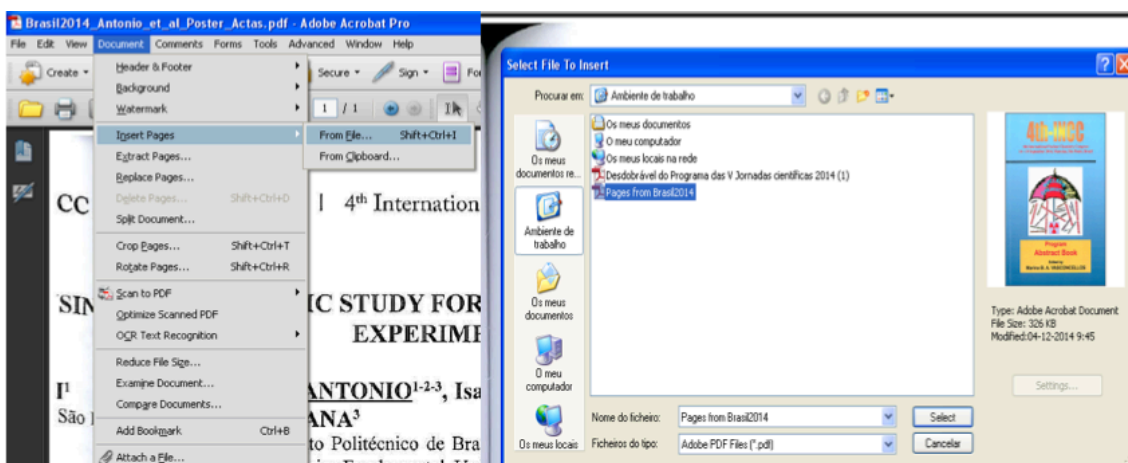 Brasil2014_Antonio_et_al_Poster_Actas.pdf - Adobe Acrobat Pro
File Edit View Document Comments Forms Tools Advanced Window Help
Create
Secure Sign
1 / 1
Header & Footer
Background
Watermark
Insert Pages
Extract Pages...
Replace Pages...
Delete Pages... Shift+Ctrl+D
Split Document...
Crop Pages... Shift+Ctrl+T
Rotate Pages... Shift+Ctrl+R
Scan to PDF
Optimize Scanned PDF
OCR Text Recognition
Reduce File Size...
Examine Document...
Compare Documents...
Add Bookmark Ctrl+B
Attach a File...
From File... Shift+Ctrl+I
From Clipboard...
CC | 4th International
SIN IC STUDY FOR
EXPERIME
I¹ ANTONIO¹-²-³, Isa
São ANA³
to Politécnico de Bra
Select File To Insert
Procurar em: Ambiente de trabalho
Os meus documentos re...
Ambiente de trabalho
Os meus documentos
O meu computador
Os meus locais
Os meus documentos
O meu computador
Os meus locais na rede
Desdobrável do Programa das V Jornadas científicas 2014 (1)
Pages from Brasil2014
4th-INCC
Program
Abstract Book
Type: Adobe Acrobat Document
File Size: 326 KB
Modified:04-12-2014 9:45
Settings...
Nome do ficheiro: Pages from Brasil2014 Select
Ficheiros do tipo: Adobe PDF Files (*.pdf) Cancelar